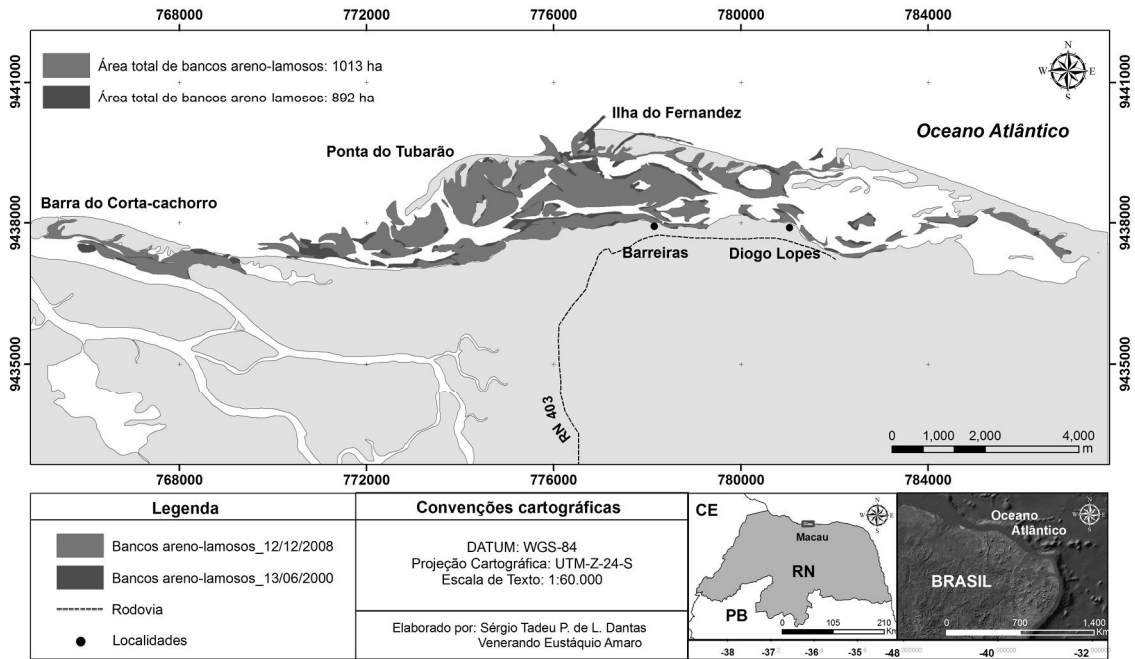 768000 772000 776000 780000 784000
9441000 9441000
Área total de bancos areno-lamosos: 1013 ha
Área total de bancos areno-lamosos: 892 ha
N
W E
S
Ilha do Fernandez
Oceano Atlântico
Ponta do Tubarão
Barra do Corta-cachorro
9438000 9438000
Barreiras
Diogo Lopes
9435000 9435000
RN 403
0 1,000 2,000 4,000
m
768000 772000 776000 780000 784000
Legenda
Bancos areno-lamosos_12/12/2008
Bancos areno-lamosos_13/06/2000
Rodovia
Localidades
Convenções cartográficas
DATUM: WGS-84
Projeção Cartográfica: UTM-Z-24-S
Escala de Texto: 1:60.000
Elaborado por: Sérgio Tadeu P. de L. Dantas
Venerando Eustáquio Amaro
CE
N
W E
S
Macau
RN
PB
0 105 210
Km
Oceano
Atlântico
N
W E
S
BRASIL
0 700 1,400
Km
-38 -37,2 -36,4 -35,6 -48 -40 -32